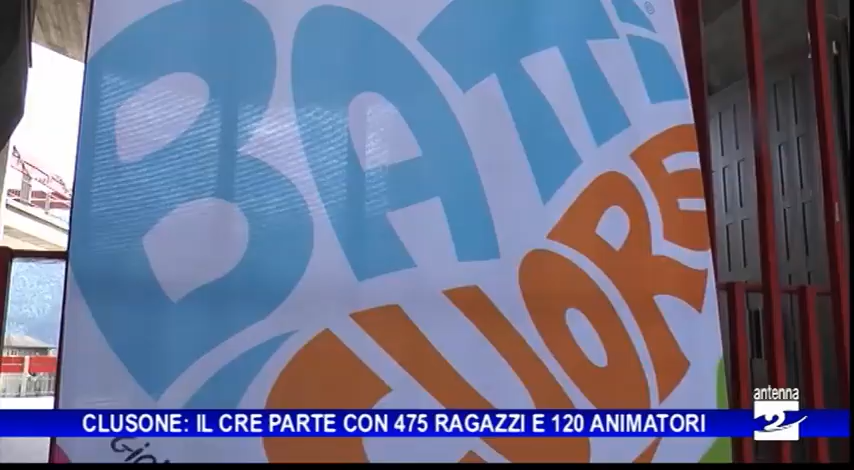 BATTI
CUORE
®
CLUSONE: IL CRE PARTE CON 475 RAGAZZI E 120 ANIMATORI
antenna
2